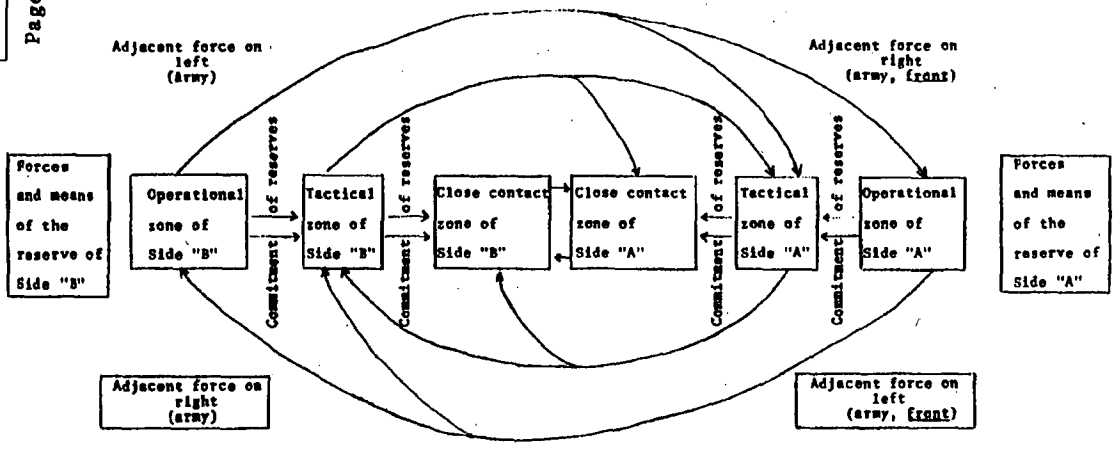 Page
Adjacent force on
left
(Army)
Adjacent force on
right
(army, front)
Forces
and means
of the
reserve of
Side "B"
Operational
zone of
Side "B"
Commitment of reserves
Tactical
zone of
Side "B"
Commitment of reserves
Close contact
zone of
Side "B"
Close contact
zone of
Side "A"
Commitment of reserves
Tactical
zone of
Side "A"
Commitment of reserves
Operational
zone of
Side "A"
Forces
and means
of the
reserve of
Side "A"
Adjacent force on
right
(army)
Adjacent force on
left
(army, front)